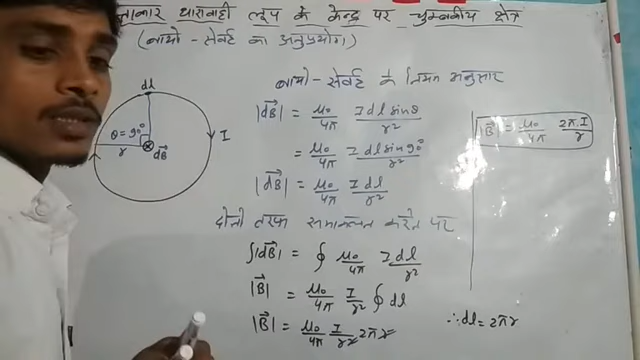 धारावाही लूप के केन्द्र पर चुम्बकीय क्षेत्र
(बायो - सेवर्ट का अनुप्रयोग)
बायो - सेवर्ट के नियम अनुसार
dl
θ = 90°
r
dB⃗
I
|dB⃗| = μ₀/4π I dl sinθ/r²
= μ₀/4π I dl sin90°/r²
|dB⃗| = μ₀/4π I dl/r²
दोनो तरफ समाकलन करने पर
∫|dB⃗| = ∮ μ₀/4π I dl/r²
|B⃗| = μ₀/4π I/r² ∮ dl
|B⃗| = μ₀/4π I/r² 2πr
∴ dl = 2πr
|B⃗| = μ₀/4π 2π.I/r